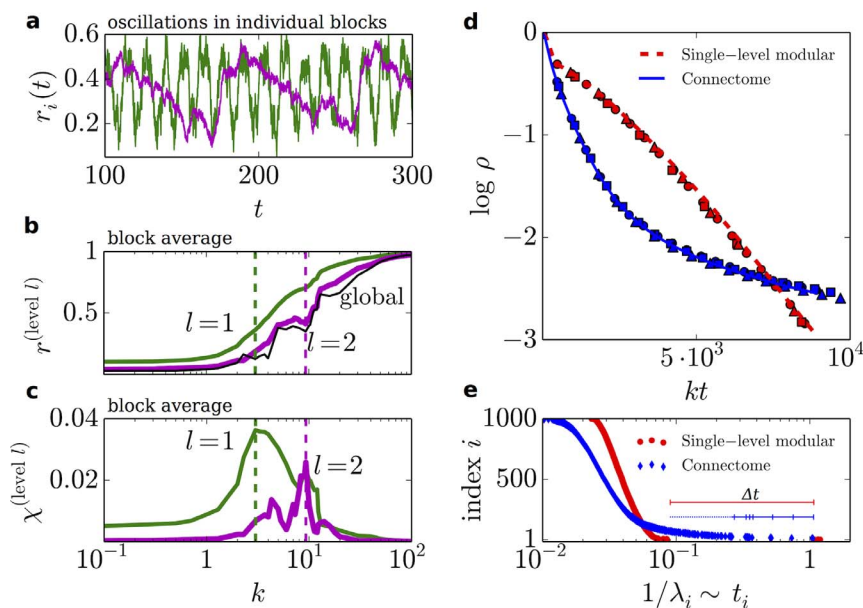 a
oscillations in individual blocks
0.6
0.4
0.2
r_i(t)
100
200
300
t
b
block average
1
0.5
r^(level l)
l=1
l=2
global
c
block average
0.04
0.02
χ^(level l)
l=1
l=2
10^-1
1
10^1
10^2
k
d
0
−1
−2
−3
log ρ
Single−level modular
Connectome
5·10^3
10^4
kt
e
1000
500
1
index i
Single−level modular
Connectome
Δt
10^-2
10^-1
1
1/λ_i ∼ t_i